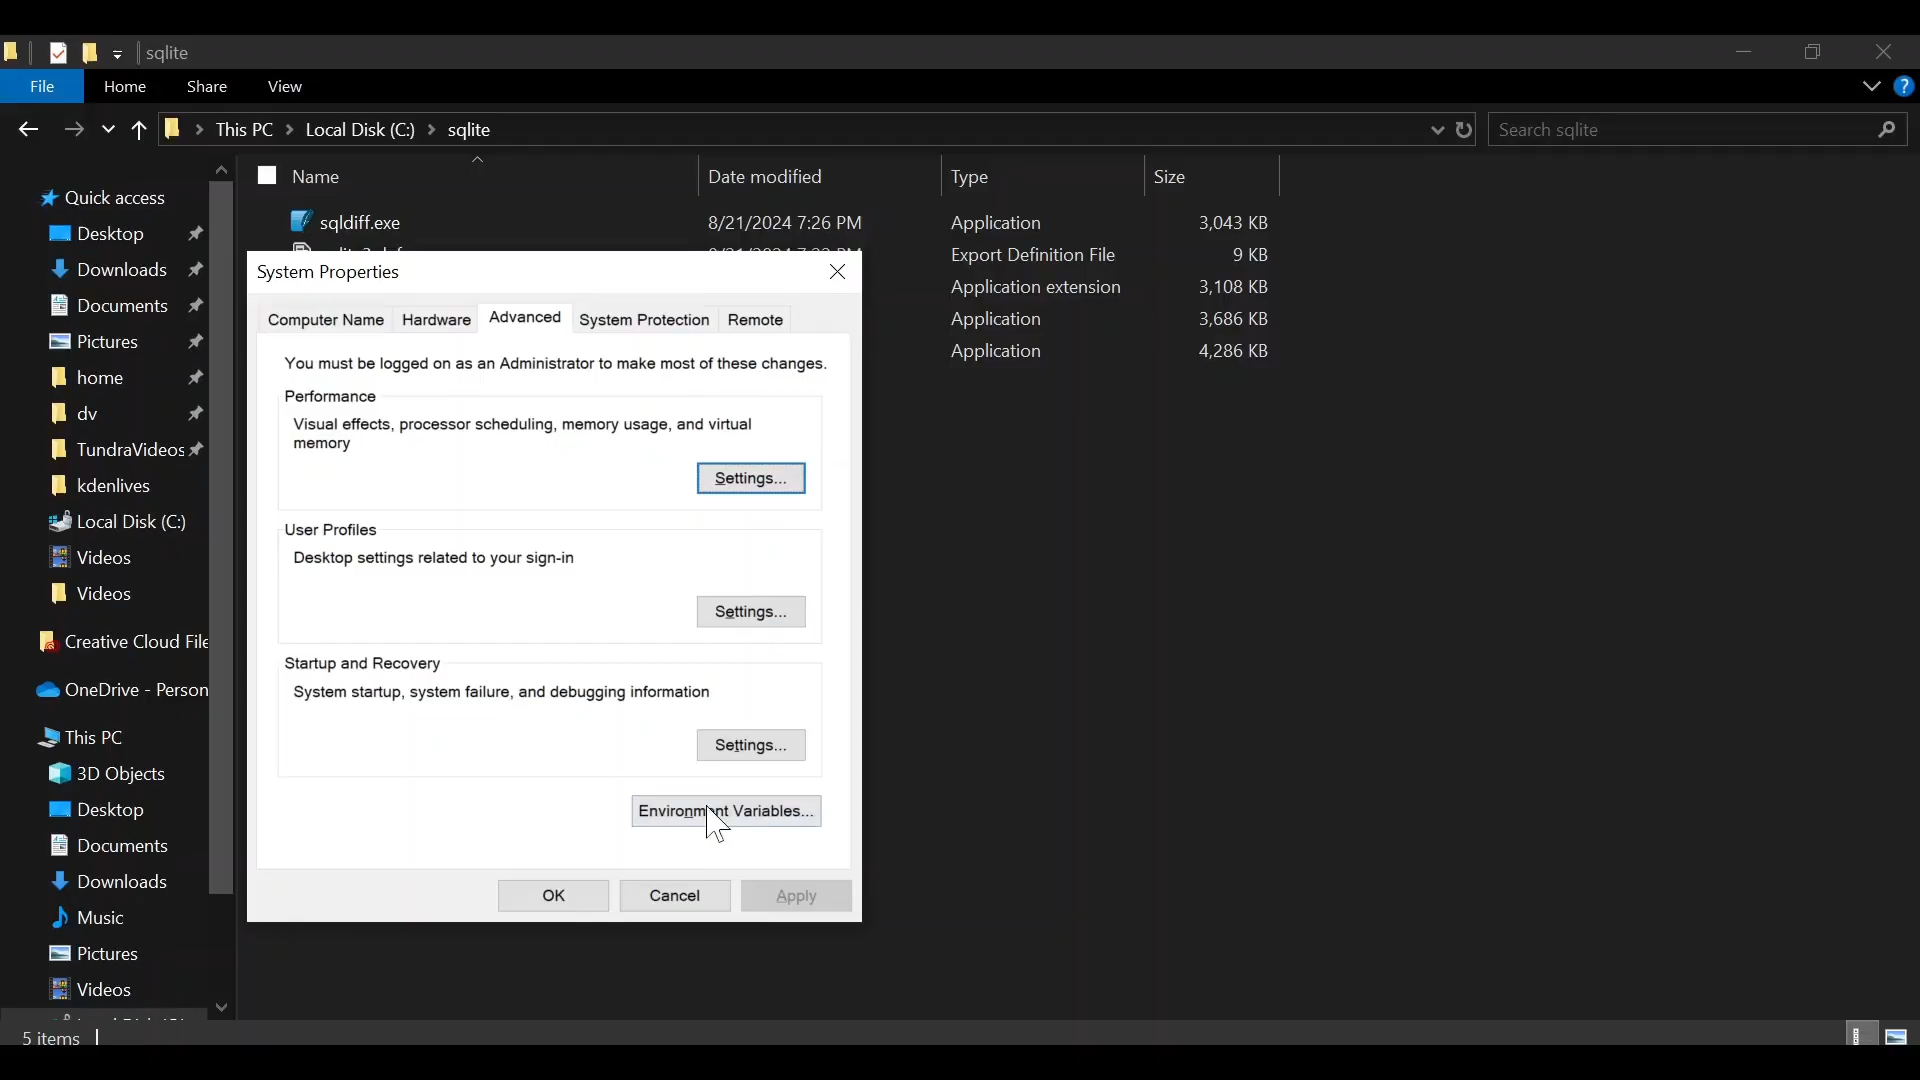 sqlite
File Home Share View
This PC Local Disk (C:) sqlite
Search sqlite
Name Date modified Type Size
Quick access
Desktop
Downloads
Documents
Pictures
home
dv
TundraVideos
kdenlives
Local Disk (C:)
Videos
Videos
Creative Cloud File
OneDrive - Person
This PC
3D Objects
Desktop
Documents
Downloads
Music
Pictures
Videos
sqldiff.exe 8/21/2024 7:26 PM Application 3,043 KB
Export Definition File 9 KB
Application extension 3,108 KB
Application 3,686 KB
Application 4,286 KB
System Properties
Computer Name Hardware Advanced System Protection Remote
You must be logged on as an Administrator to make most of these changes.
Performance
Visual effects, processor scheduling, memory usage, and virtual
memory
Settings...
User Profiles
Desktop settings related to your sign-in
Settings...
Startup and Recovery
System startup, system failure, and debugging information
Settings...
Environment Variables...
OK Cancel Apply
5 items